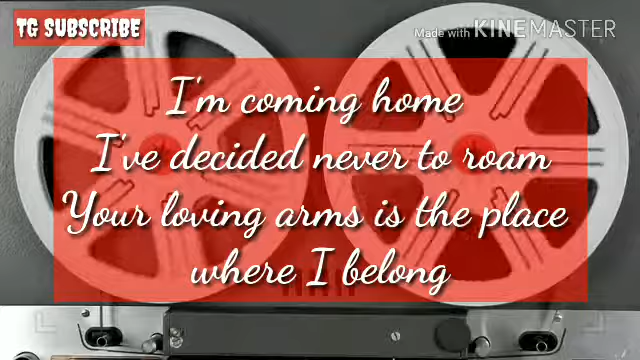 TG SUBSCRIBE
Made with KINEMASTER
I'm coming home
I've decided never to roam
Your loving arms is the place
where I belong